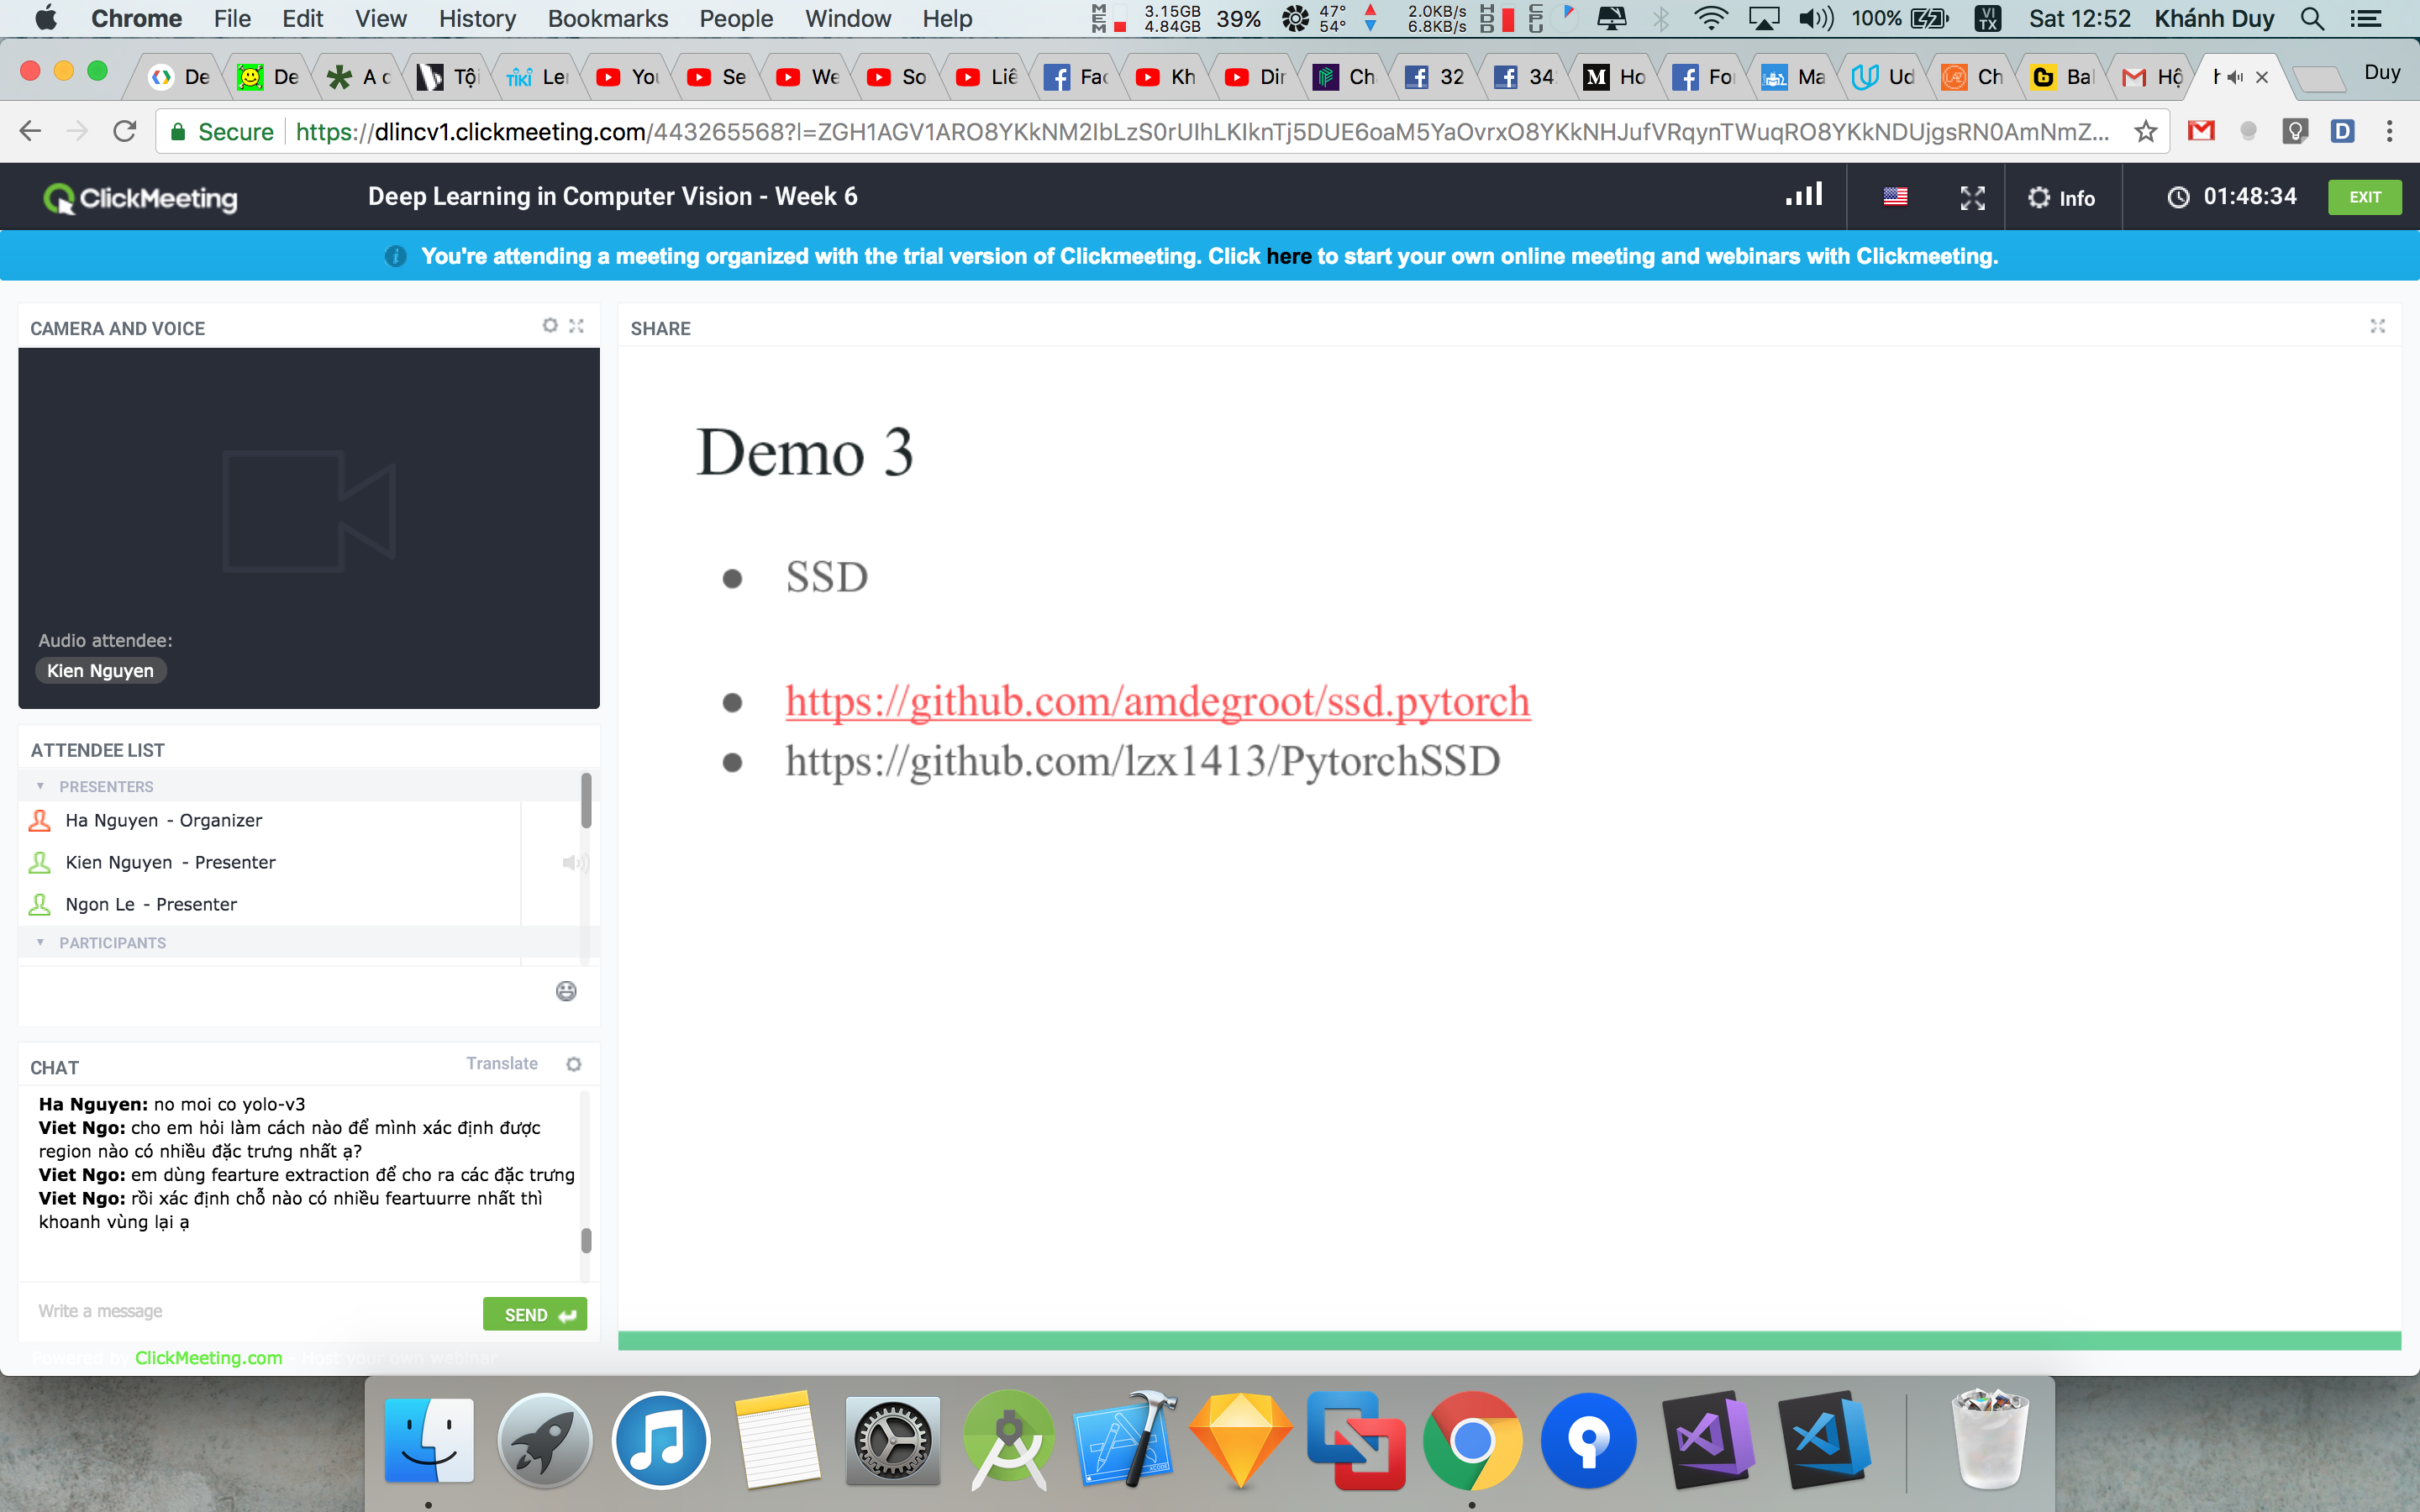 Chrome File Edit View History Bookmarks People Window Help MEM 3.15GB 4.84GB 39% 47° 54° 2.0KB/s 6.8KB/s HDD CPU 100% VI TX Sat 12:52 Khánh Duy
De De A c Tội TIKI Ler You Se We So Liê Fac Kh Dir Ch 32 34 M Ho Fo Ma Ud Ch Bal Hộ h Duy
Secure https://dlincv1.clickmeeting.com/443265568?l=ZGH1AGV1ARO8YKkNM2IbLzS0rUIhLKIknTj5DUE6oaM5YaOvrxO8YKkNHJufVRqynTWuqRO8YKkNDUjgsRN0AmNmZ... D
ClickMeeting Deep Learning in Computer Vision - Week 6 Info 01:48:34 EXIT
You're attending a meeting organized with the trial version of Clickmeeting. Click here to start your own online meeting and webinars with Clickmeeting.
CAMERA AND VOICE
Audio attendee:
Kien Nguyen
ATTENDEE LIST
PRESENTERS
Ha Nguyen - Organizer
Kien Nguyen - Presenter
Ngon Le - Presenter
PARTICIPANTS
CHAT Translate
Ha Nguyen: no moi co yolo-v3
Viet Ngo: cho em hỏi làm cách nào để mình xác định được
region nào có nhiều đặc trưng nhất ạ?
Viet Ngo: em dùng fearture extraction để cho ra các đặc trưng
Viet Ngo: rồi xác định chỗ nào có nhiều feartuurre nhất thì
khoanh vùng lại ạ
Write a message SEND
Powered by ClickMeeting.com - Host your own webinar
SHARE
Demo 3
● SSD
● https://github.com/amdegroot/ssd.pytorch
● https://github.com/lzx1413/PytorchSSD